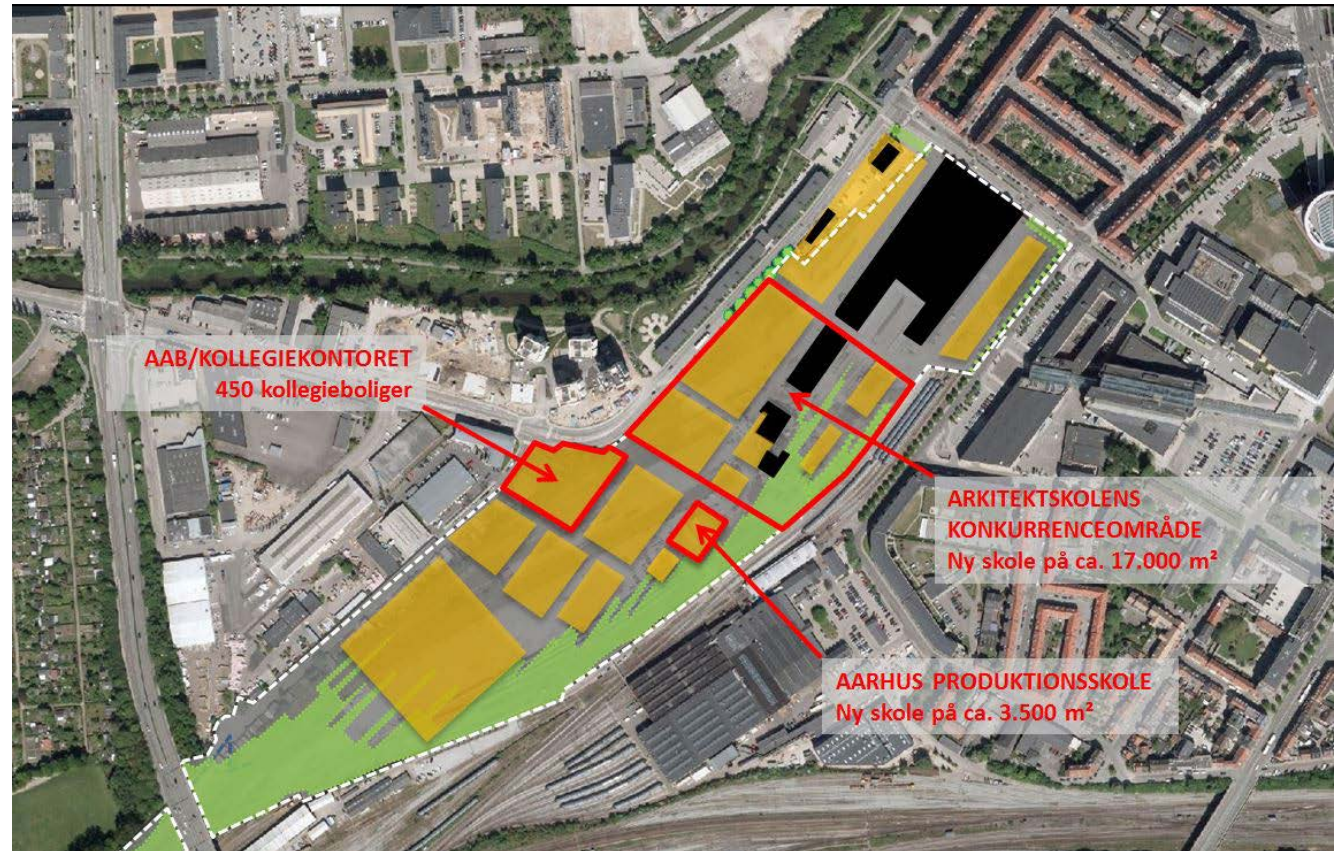 AAB/KOLLEGIEKONTORET
450 kollegieboliger
ARKITEKTSKOLENS
KONKURRENCEOMRÅDE
Ny skole på ca. 17.000 m²
AARHUS PRODUKTIONSSKOLE
Ny skole på ca. 3.500 m²